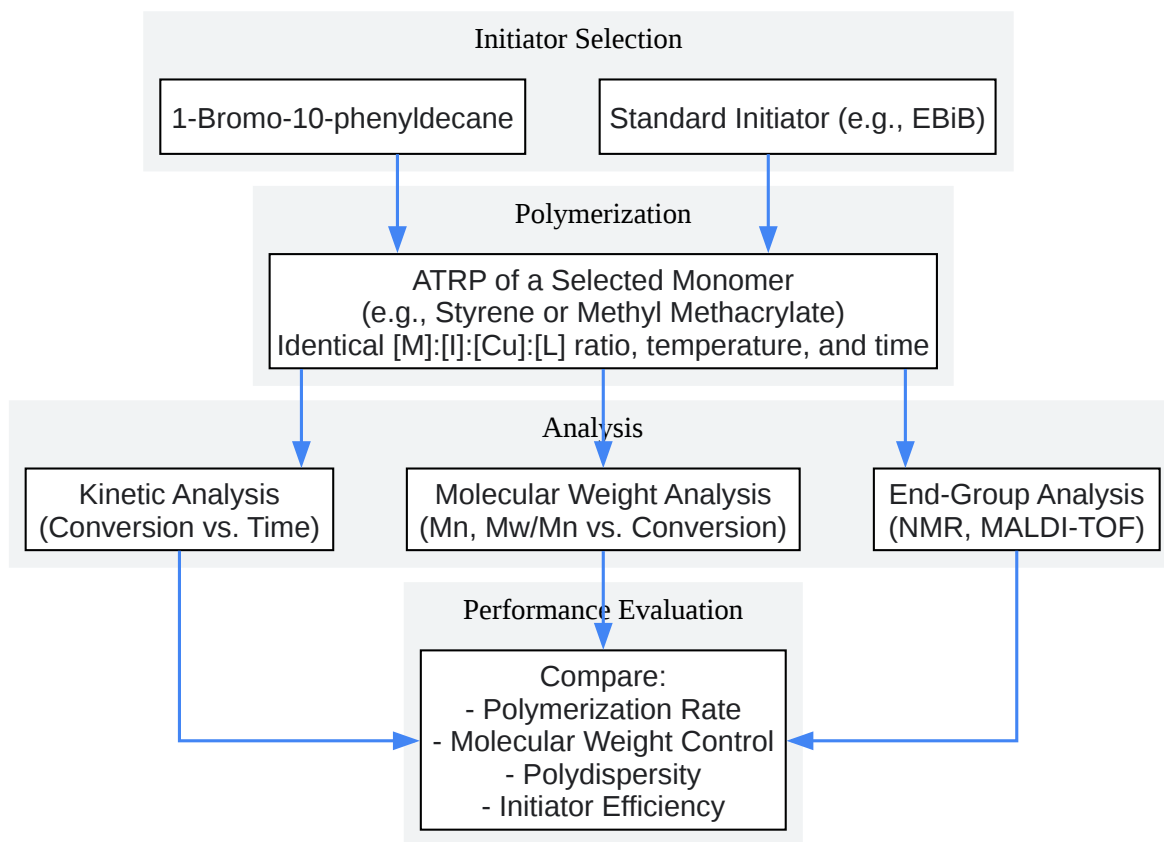 Initiator Selection
1-Bromo-10-phenyldecane
Standard Initiator (e.g., EBiB)
Polymerization
ATRP of a Selected Monomer
(e.g., Styrene or Methyl Methacrylate)
Identical [M]:[I]:[Cu]:[L] ratio, temperature, and time
Analysis
Kinetic Analysis
(Conversion vs. Time)
Molecular Weight Analysis
(Mn, Mw/Mn vs. Conversion)
End-Group Analysis
(NMR, MALDI-TOF)
Performance Evaluation
Compare:
- Polymerization Rate
- Molecular Weight Control
- Polydispersity
- Initiator Efficiency